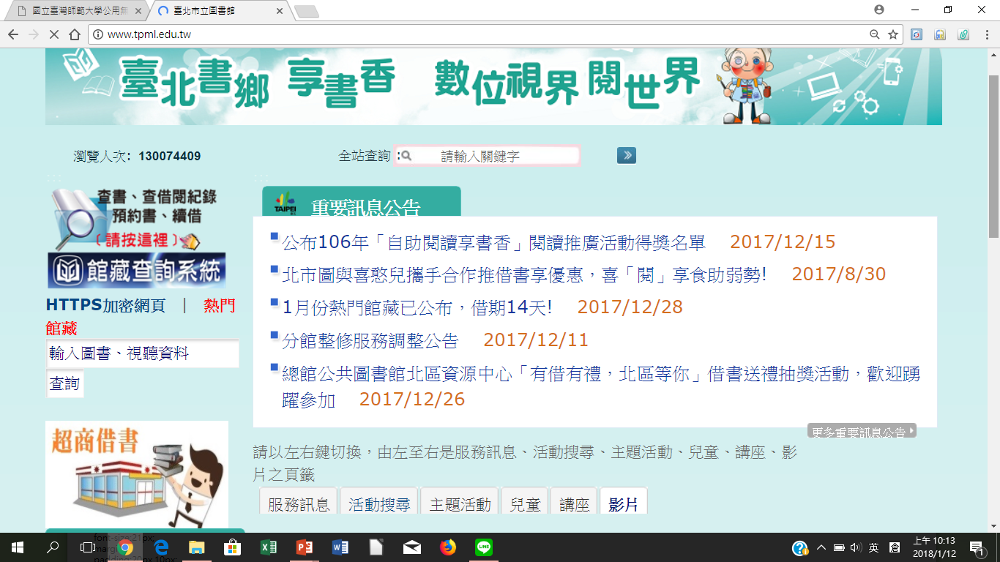 國立臺灣師範大學公用無
臺北市立圖書館
www.tpml.edu.tw
臺北書鄉 享書香 數位視界 閱世界
瀏覽人次: 130074409
全站查詢 :
請輸入關鍵字
查書、查借閱紀錄
預約書、續借
(請按這裡)
館藏查詢系統
HTTPS加密網頁 | 熱門
館藏
輸入圖書、視聽資料
查詢
超商借書
TAIPEI
重要訊息公告
公布106年「自助閱讀享書香」閱讀推廣活動得獎名單 2017/12/15
北市圖與喜憨兒攜手合作推借書享優惠，喜「閱」享食助弱勢! 2017/8/30
1月份熱門館藏已公布，借期14天! 2017/12/28
分館整修服務調整公告 2017/12/11
總館公共圖書館北區資源中心「有借有禮，北區等你」借書送禮抽獎活動，歡迎踴
躍參加 2017/12/26
更多重要訊息公告
請以左右鍵切換，由左至右是服務訊息、活動搜尋、主題活動、兒童、講座、影
片之頁籤
服務訊息 活動搜尋 主題活動 兒童 講座 影片
font-size:21px;
英
倉
上午 10:13
2018/1/12